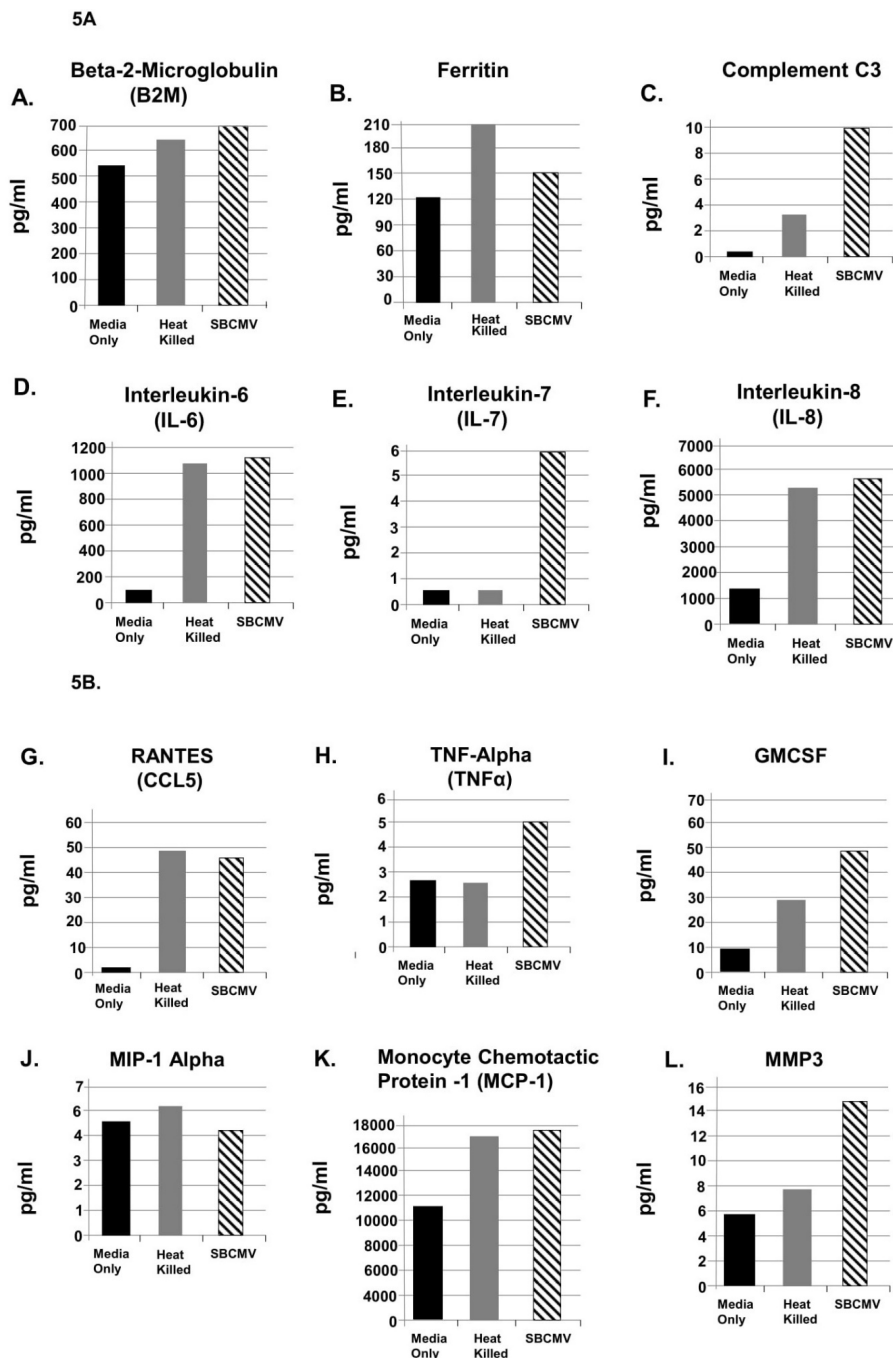 5A
A.
Beta-2-Microglobulin
(B2M)
pg/ml
700
600
500
400
300
200
100
0
Media
Only
Heat
Killed
SBCMV
B.
Ferritin
pg/ml
210
180
150
120
90
60
30
0
Media
Only
Heat
Killed
SBCMV
C.
Complement C3
pg/ml
10
8
6
4
2
0
Media
Only
Heat
Killed
SBCMV
D.
Interleukin-6
(IL-6)
pg/ml
1200
1000
800
600
400
200
0
Media
Only
Heat
Killed
SBCMV
E.
Interleukin-7
(IL-7)
pg/ml
6
5
4
3
2
1
0
Media
Only
Heat
Killed
SBCMV
F.
Interleukin-8
(IL-8)
pg/ml
7000
6000
5000
4000
3000
2000
1000
0
Media
Only
Heat
Killed
SBCMV
5B.
G.
RANTES
(CCL5)
pg/ml
60
50
40
30
20
10
0
Media
Only
Heat
Killed
SBCMV
H.
TNF-Alpha
(TNFα)
pg/ml
6
5
4
3
2
1
0
Media
Only
Heat
Killed
SBCMV
I.
GMCSF
pg/ml
70
60
50
40
30
20
10
0
Media
Only
Heat
Killed
SBCMV
J.
MIP-1 Alpha
pg/ml
7
6
4
3
2
1
0
Media
Only
Heat
Killed
SBCMV
K.
Monocyte Chemotactic
Protein -1 (MCP-1)
pg/ml
18000
16000
14000
12000
10000
8000
6000
4000
0
Media
Only
Heat
Killed
SBCMV
L.
MMP3
pg/ml
16
14
12
10
8
6
4
2
0
Media
Only
Heat
Killed
SBCMV